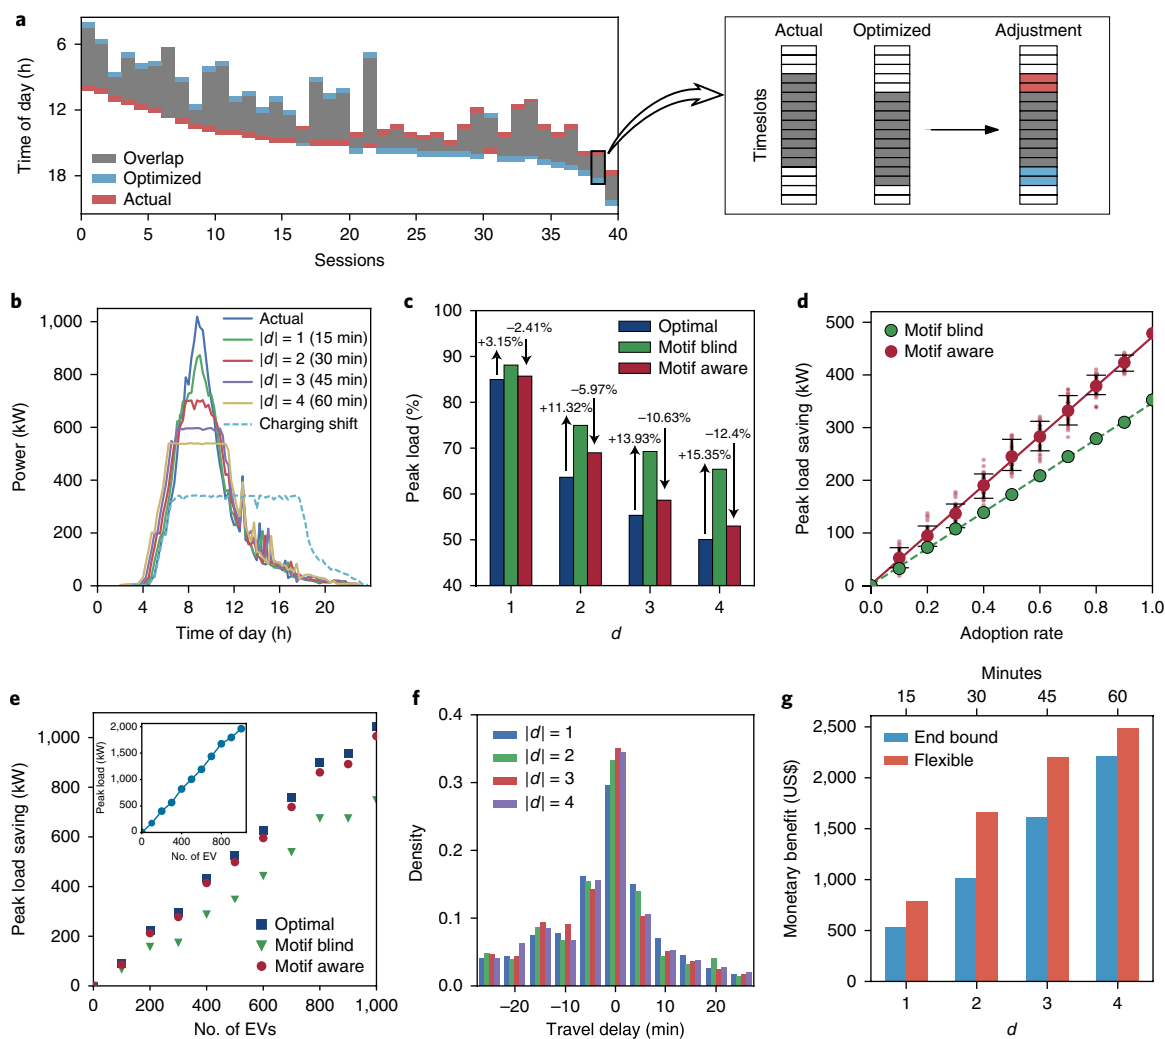 a
6
12
18
Time of day (h)
Overlap
Optimized
Actual
0 5 10 15 20 25 30 35 40
Sessions
Actual Optimized Adjustment
Timeslots
b
1,000
800
600
400
200
0
Power (kW)
Actual
|d| = 1 (15 min)
|d| = 2 (30 min)
|d| = 3 (45 min)
|d| = 4 (60 min)
Charging shift
0 4 8 12 16 20
Time of day (h)
c
100
90
80
70
60
50
40
Peak load (%)
Optimal
Motif blind
Motif aware
+3.15%
–2.41%
+11.32%
–5.97%
+13.93%
–10.63%
+15.35%
–12.4%
1 2 3 4
d
d
500
400
300
200
100
0
Peak load saving (kW)
Motif blind
Motif aware
0.0 0.2 0.4 0.6 0.8 1.0
Adoption rate
e
1,000
800
600
400
200
0
Peak load saving (kW)
2,000
1,500
1,000
500
0
Peak load (kW)
0 400 800
No. of EV
Optimal
Motif blind
Motif aware
0 200 400 600 800 1,000
No. of EVs
f
0.4
0.3
0.2
0.1
0.0
Density
|d| = 1
|d| = 2
|d| = 3
|d| = 4
–20 –10 0 10 20
Travel delay (min)
g
Minutes
15 30 45 60
2,500
2,000
1,500
1,000
500
0
Monetary benefit (US$)
End bound
Flexible
1 2 3 4
d